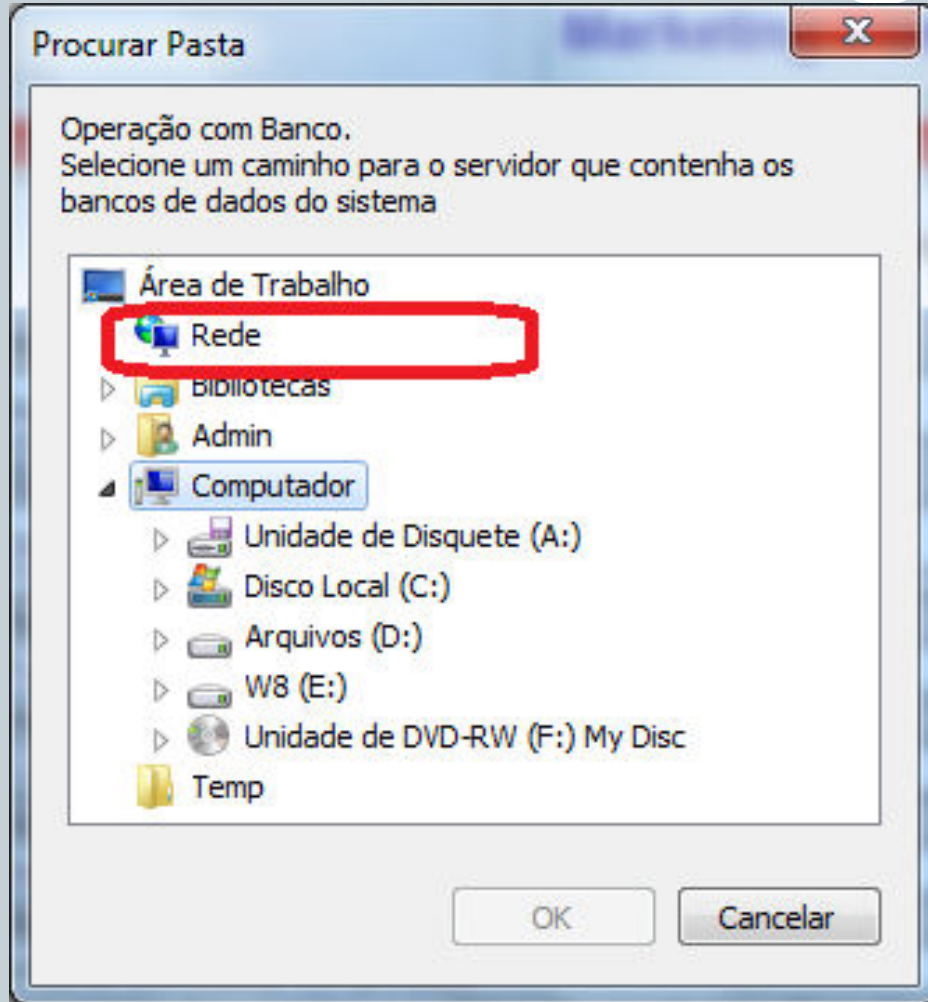 Procurar Pasta
Operação com Banco.
Selecione um caminho para o servidor que contenha os
bancos de dados do sistema
Área de Trabalho
Rede
Bibliotecas
Admin
Computador
Unidade de Disquete (A:)
Disco Local (C:)
Arquivos (D:)
W8 (E:)
Unidade de DVD-RW (F:) My Disc
Temp
OK
Cancelar